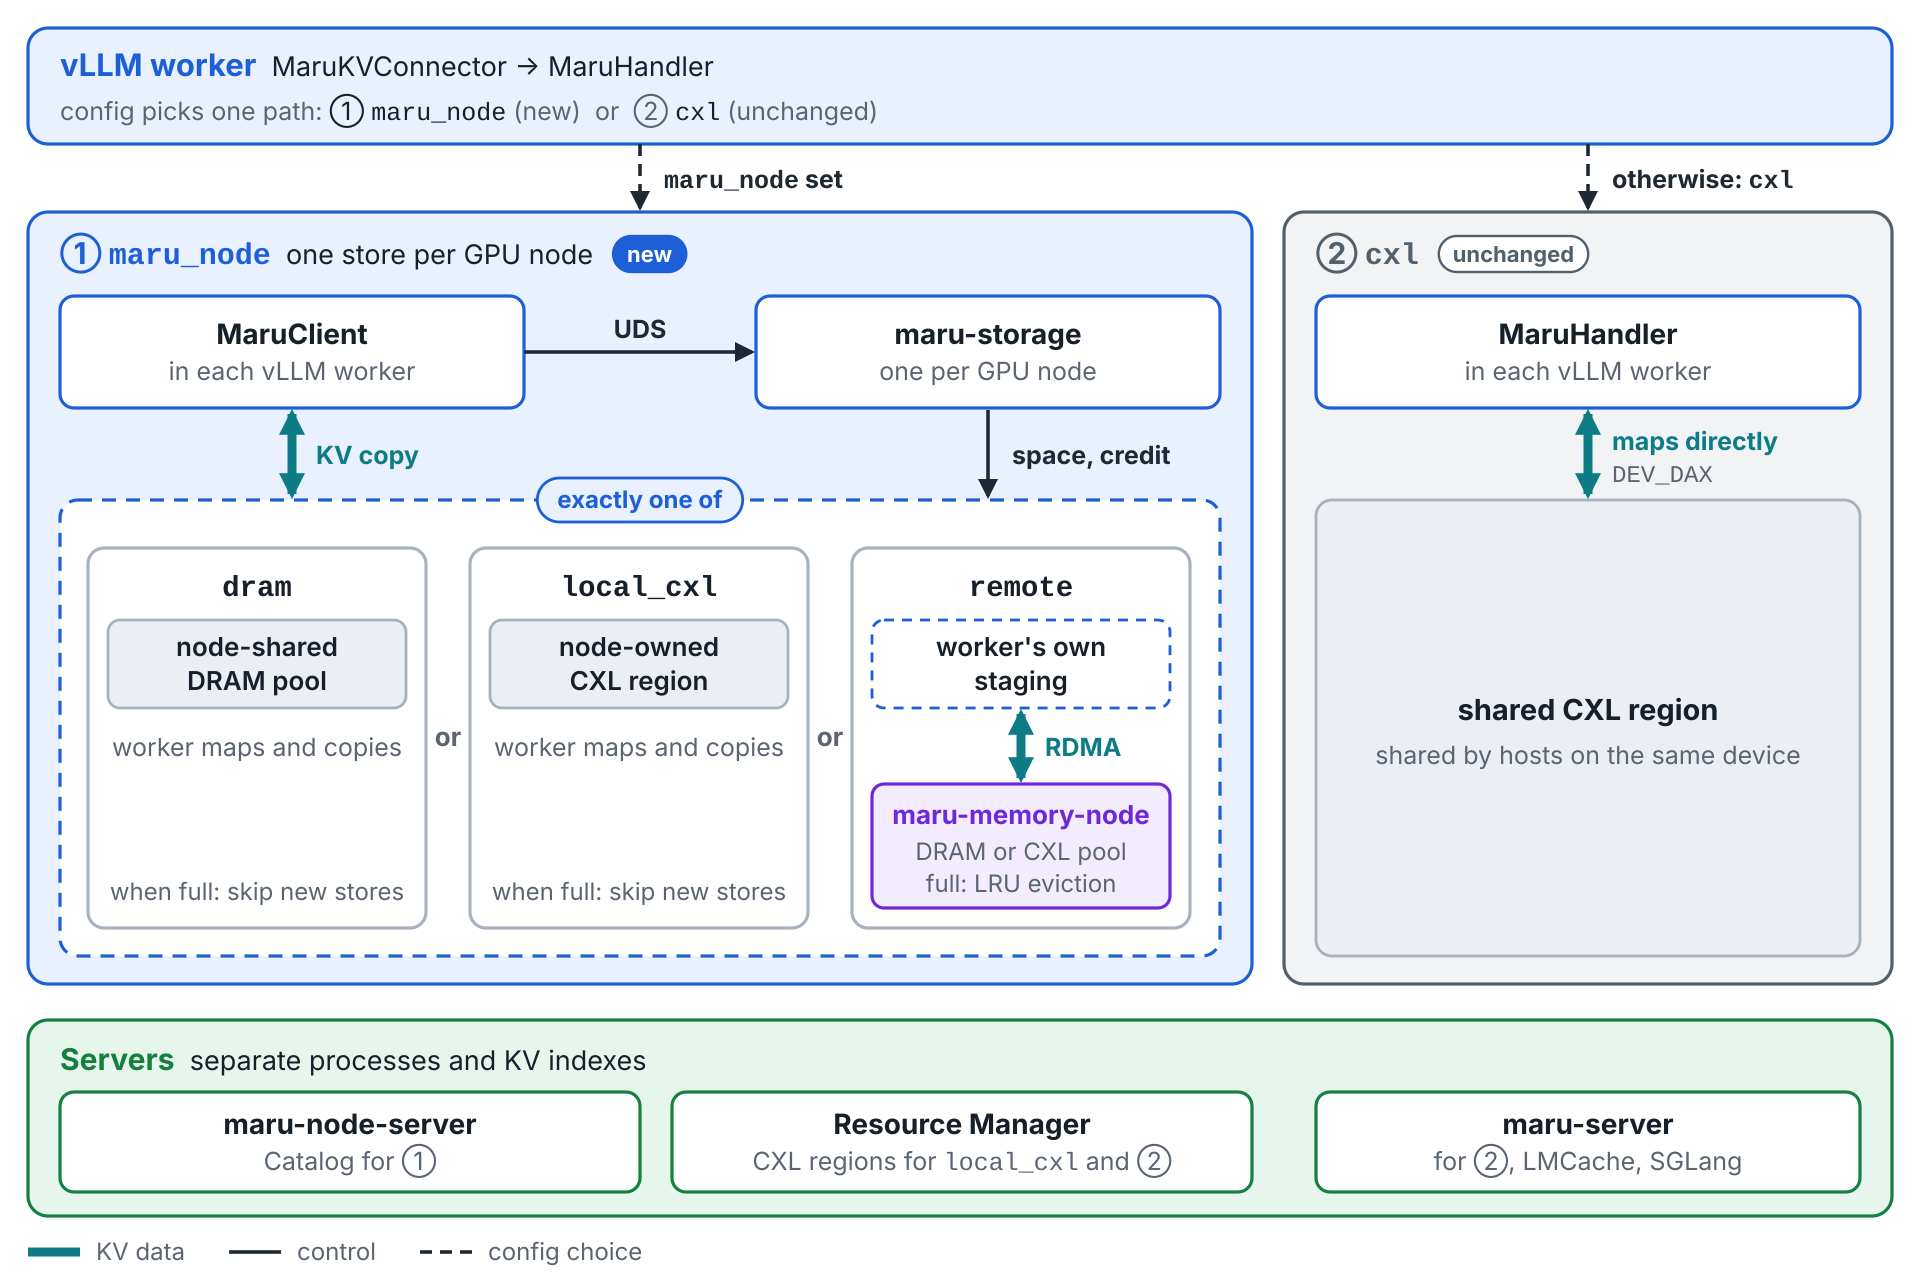 vLLM worker MaruKVConnector → MaruHandler
config picks one path: ① maru_node (new) or ② cxl (unchanged)
maru_node set
otherwise: cxl
① maru_node one store per GPU node new
② cxl unchanged
MaruClient
in each vLLM worker
UDS
maru-storage
one per GPU node
MaruHandler
in each vLLM worker
KV copy
space, credit
maps directly
DEV_DAX
exactly one of
dram
node-shared
DRAM pool
worker maps and copies
when full: skip new stores
or
local_cxl
node-owned
CXL region
worker maps and copies
when full: skip new stores
or
remote
worker's own
staging
RDMA
maru-memory-node
DRAM or CXL pool
full: LRU eviction
shared CXL region
shared by hosts on the same device
Servers separate processes and KV indexes
maru-node-server
Catalog for ①
Resource Manager
CXL regions for local_cxl and ②
maru-server
for ②, LMCache, SGLang
KV data
control
config choice